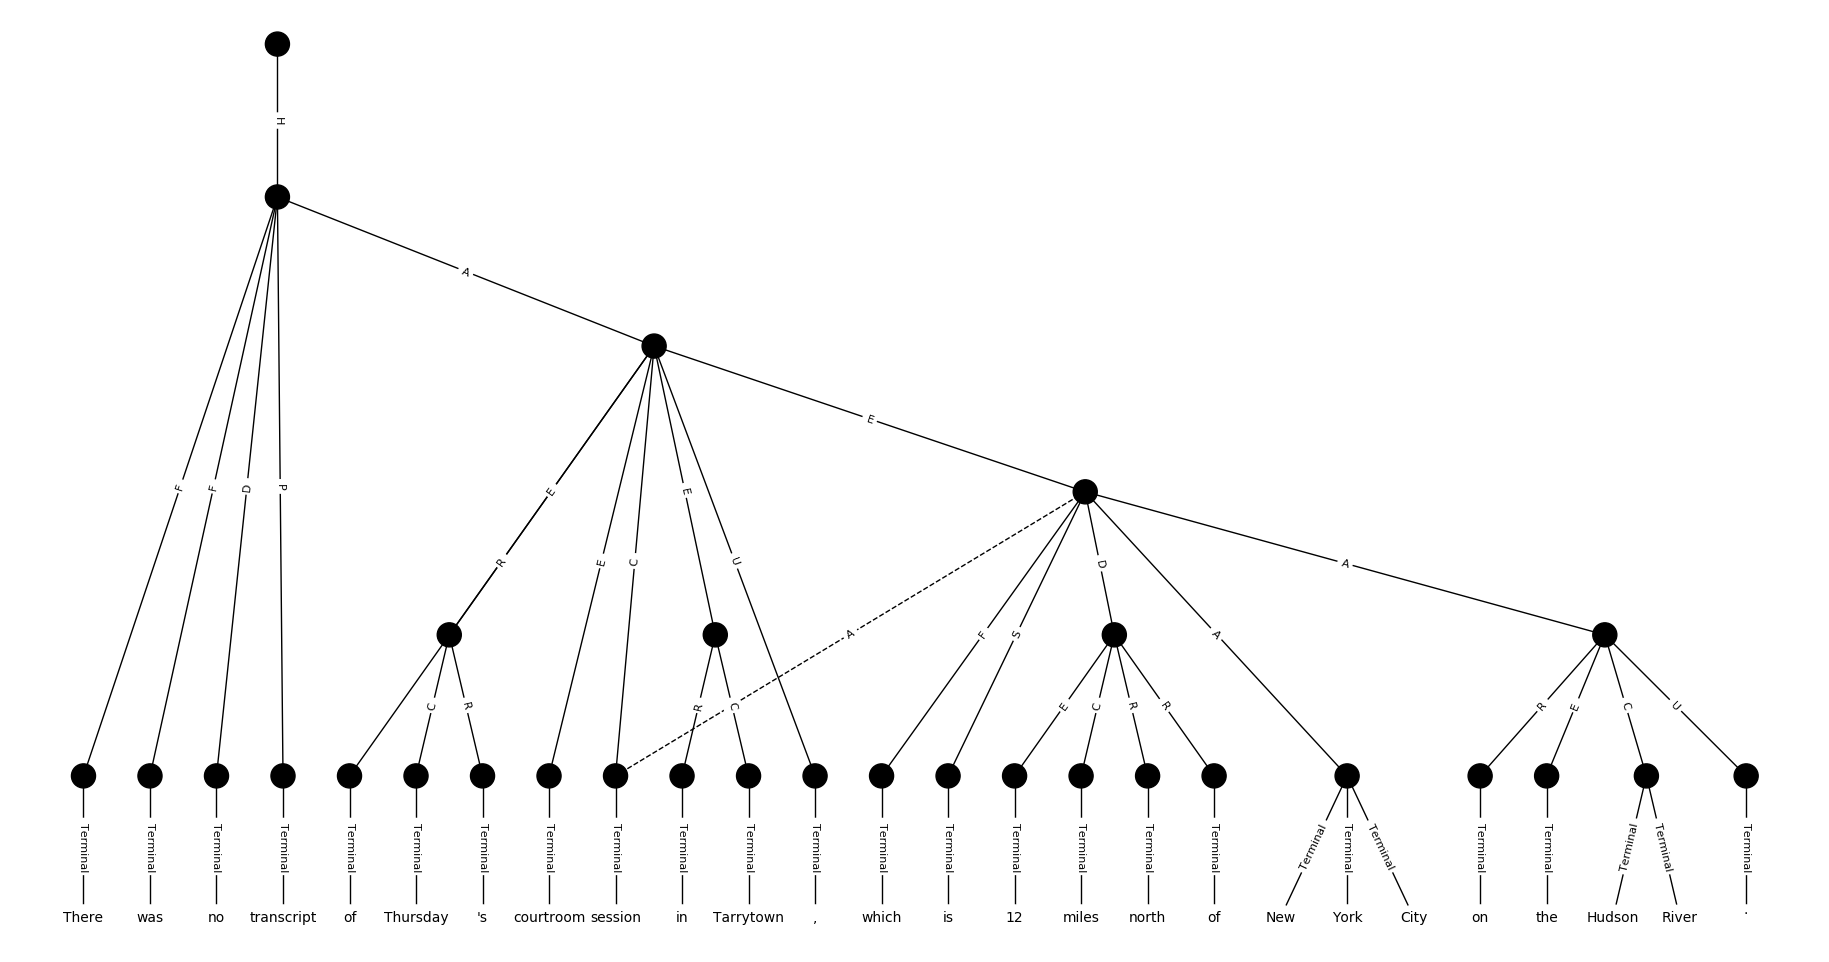 H
A
E
F F D P E E U
R E C D A
A F S A
C R R C E C R R R E C U
Terminal Terminal Terminal Terminal Terminal Terminal Terminal Terminal Terminal Terminal Terminal Terminal Terminal Terminal Terminal Terminal Terminal Terminal Terminal Terminal Terminal Terminal Terminal Terminal Terminal Terminal
There was no transcript of Thursday 's courtroom session in Tarrytown , which is 12 miles north of New York City on the Hudson River .